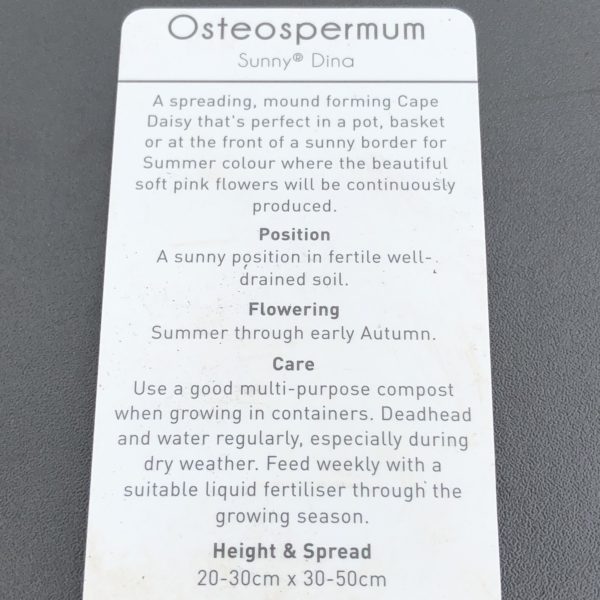 Osteospermum
Sunny® Dina
A spreading, mound forming Cape
Daisy that's perfect in a pot, basket
or at the front of a sunny border for
Summer colour where the beautiful
soft pink flowers will be continuously
produced.
Position
A sunny position in fertile well-
drained soil.
Flowering
Summer through early Autumn.
Care
Use a good multi-purpose compost
when growing in containers. Deadhead
and water regularly, especially during
dry weather. Feed weekly with a
suitable liquid fertiliser through the
growing season.
Height & Spread
20-30cm x 30-50cm